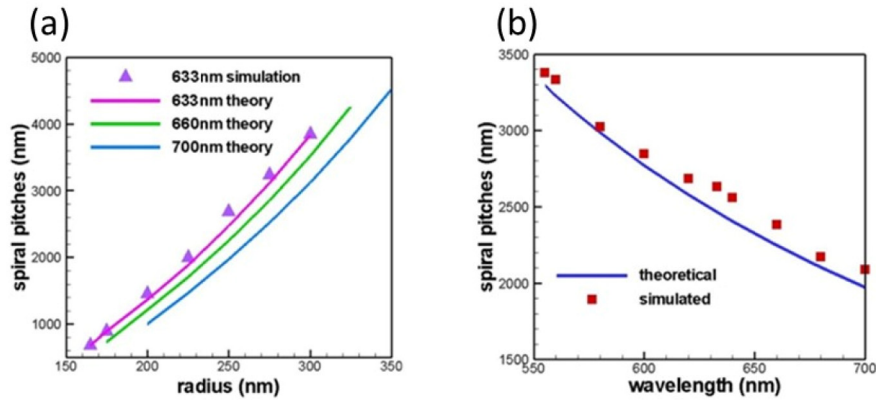 (a)
5000
4000
3000
2000
1000
spiral pitches (nm)
633nm simulation
633nm theory
660nm theory
700nm theory
150 200 250 300 350
radius (nm)
(b)
3500
3000
2500
2000
1500
spiral pitches (nm)
theoretical
simulated
550 600 650 700
wavelength (nm)